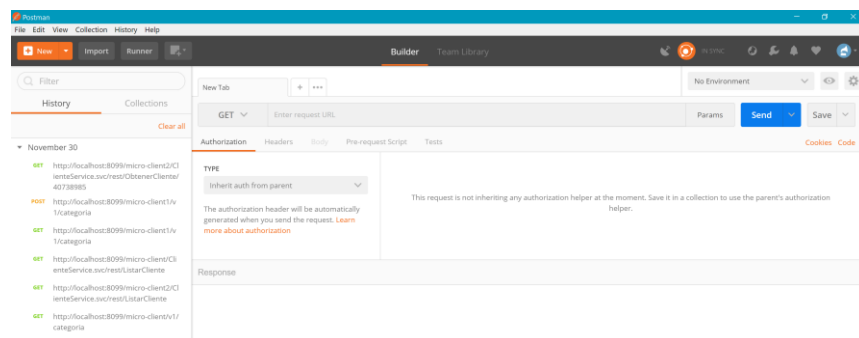 Postman
File Edit View Collection History Help
New Import Runner Builder Team Library IN SYNC
Filter
History Collections
Clear all
November 30
GET http://localhost:8099/micro-client2/Cl
ienteService.svc/rest/ObtenerCliente/
40738985
POST http://localhost:8099/micro-client1/v
1/categoria
GET http://localhost:8099/micro-client1/v
1/categoria
GET http://localhost:8099/micro-client/Cli
enteService.svc/rest/ListarCliente
GET http://localhost:8099/micro-client2/Cl
ienteService.svc/rest/ListarCliente
GET http://localhost:8099/micro-client/v1/
categoria
New Tab + ••• No Environment
GET Enter request URL Params Send Save
Authorization Headers Body Pre-request Script Tests Cookies Code
TYPE
Inherit auth from parent
The authorization header will be automatically
generated when you send the request. Learn
more about authorization
This request is not inheriting any authorization helper at the moment. Save it in a collection to use the parent's authorization
helper.
Response